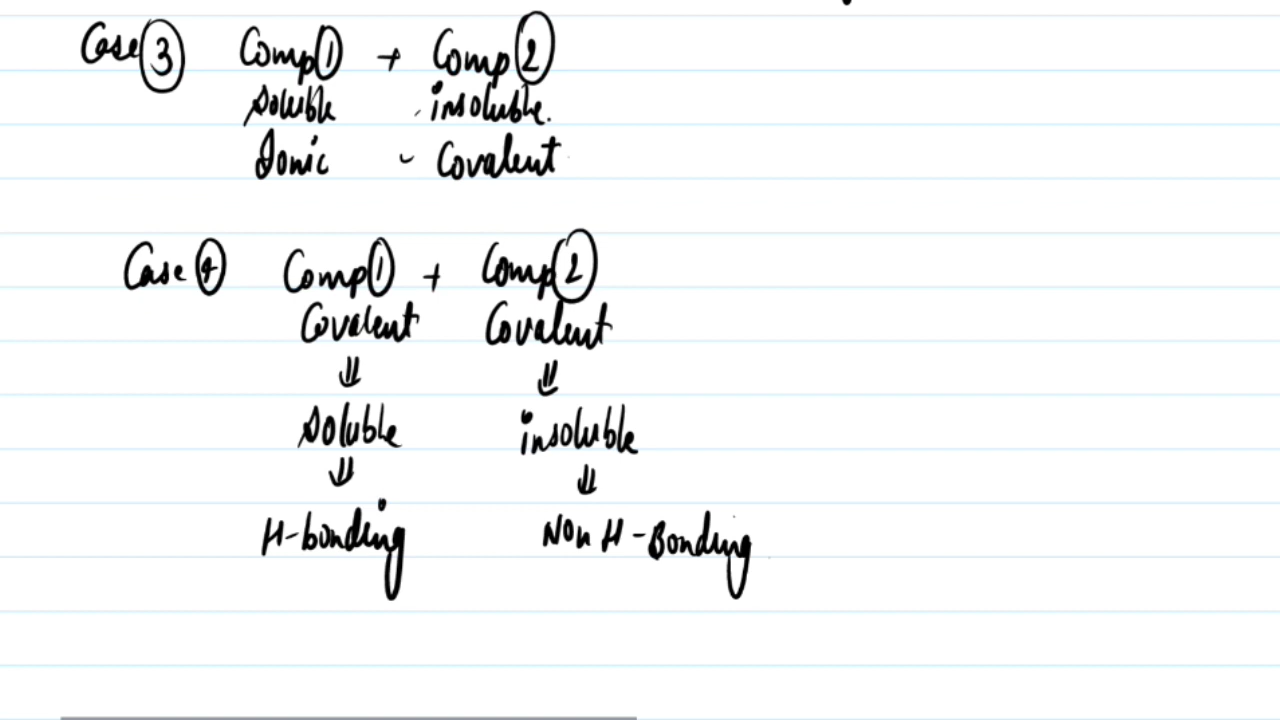 Case 3 Comp 1 + Comp 2
soluble insoluble.
Ionic - Covalent
Case 4 Comp 1 + Comp 2
Covalent Covalent
⇓ ⇓
soluble insoluble
⇓ ⇓
H-bonding Non H-Bonding